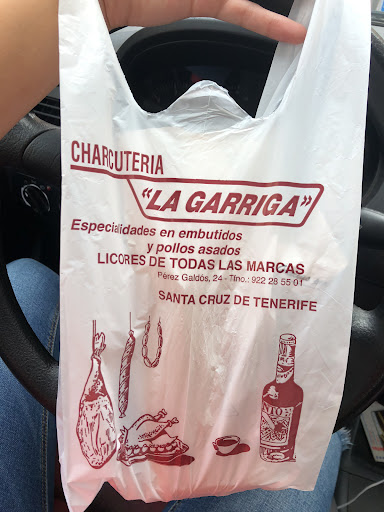 CHARCUTERIA
"LA GARRIGA"
Especialidades en embutidos
y pollos asados
LICORES DE TODAS LAS MARCAS
Pérez Galdós, 24 - Tfno.: 922 28 55 01
SANTA CRUZ DE TENERIFE